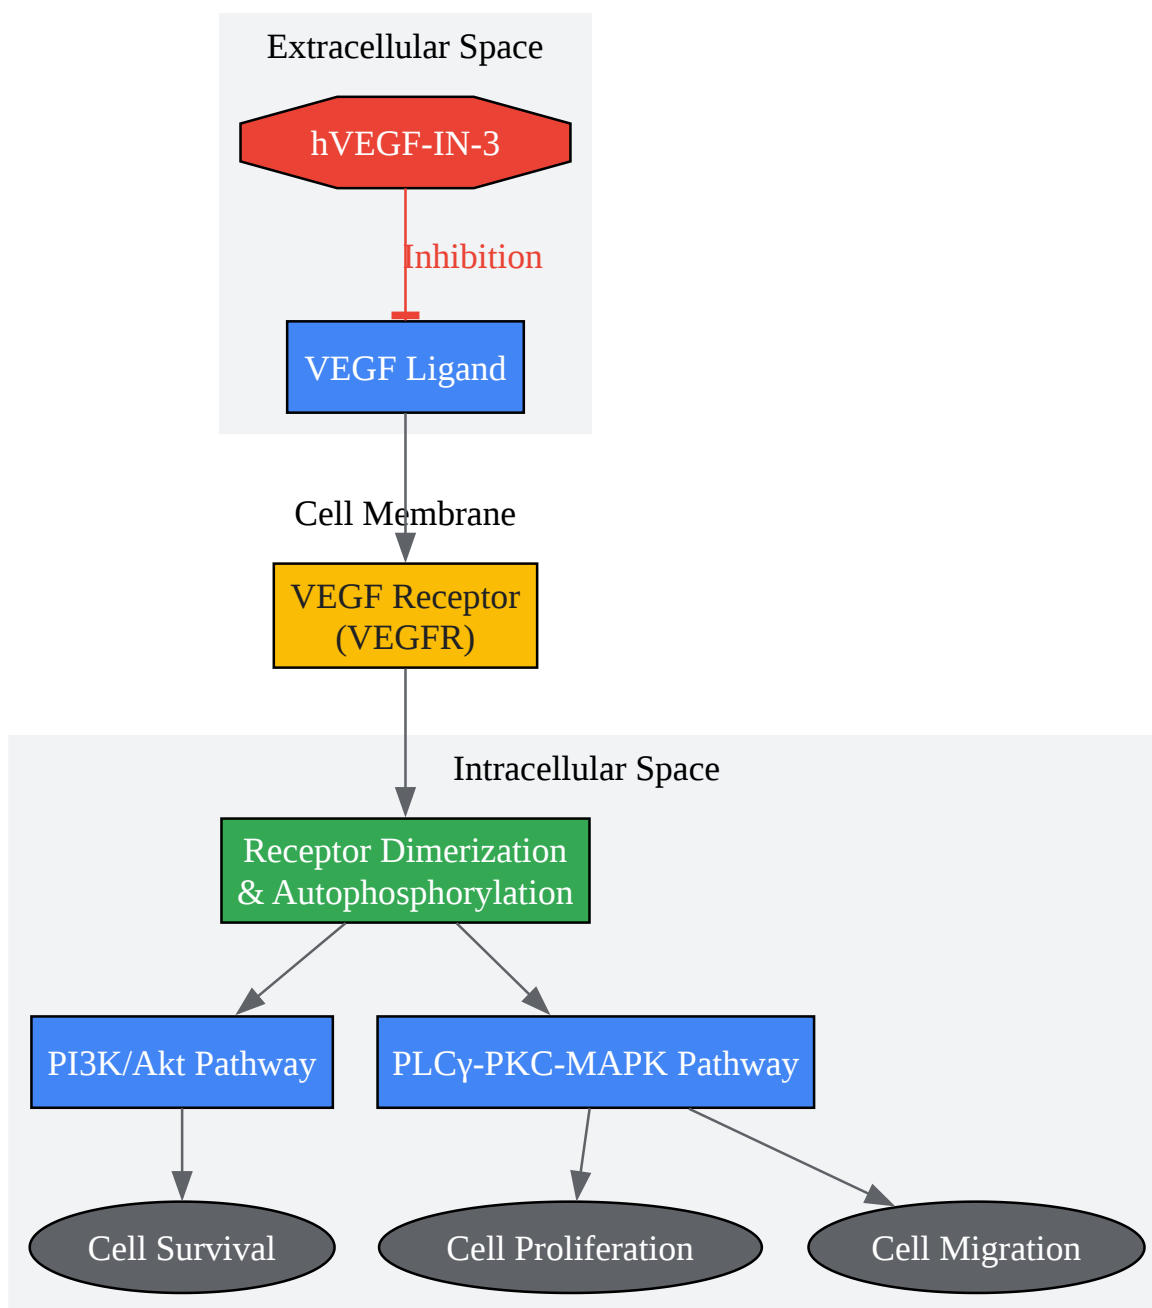 Extracellular Space
hVEGF-IN-3
Inhibition
VEGF Ligand
Cell Membrane
VEGF Receptor
(VEGFR)
Intracellular Space
Receptor Dimerization
& Autophosphorylation
PI3K/Akt Pathway
PLCγ-PKC-MAPK Pathway
Cell Survival
Cell Proliferation
Cell Migration